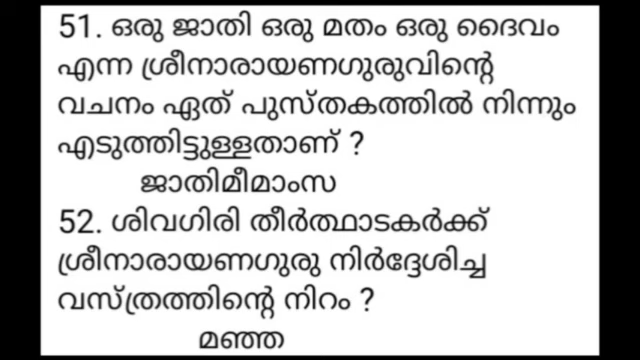 51. ഒരു ജാതി ഒരു മതം ഒരു ദൈവം
എന്ന ശ്രീനാരായണഗുരുവിന്റെ
വചനം ഏത് പുസ്തകത്തിൽ നിന്നും
എടുത്തിട്ടുള്ളതാണ് ?
ജാതിമീമാംസ
52. ശിവഗിരി തീർത്ഥാടകർക്ക്
ശ്രീനാരായണഗുരു നിർദ്ദേശിച്ച
വസ്ത്രത്തിന്റെ നിറം ?
മഞ്ഞ